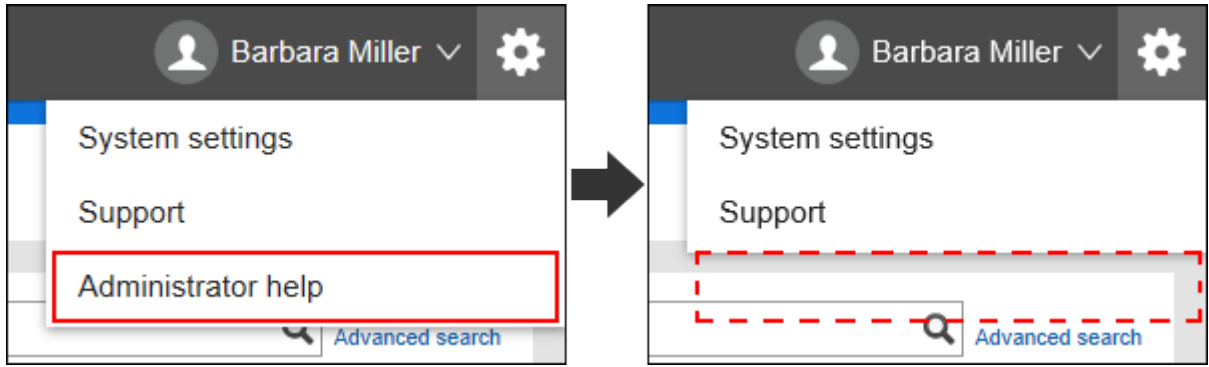 Barbara Miller
System settings
Support
Administrator help
Advanced search
Barbara Miller
System settings
Support
Advanced search